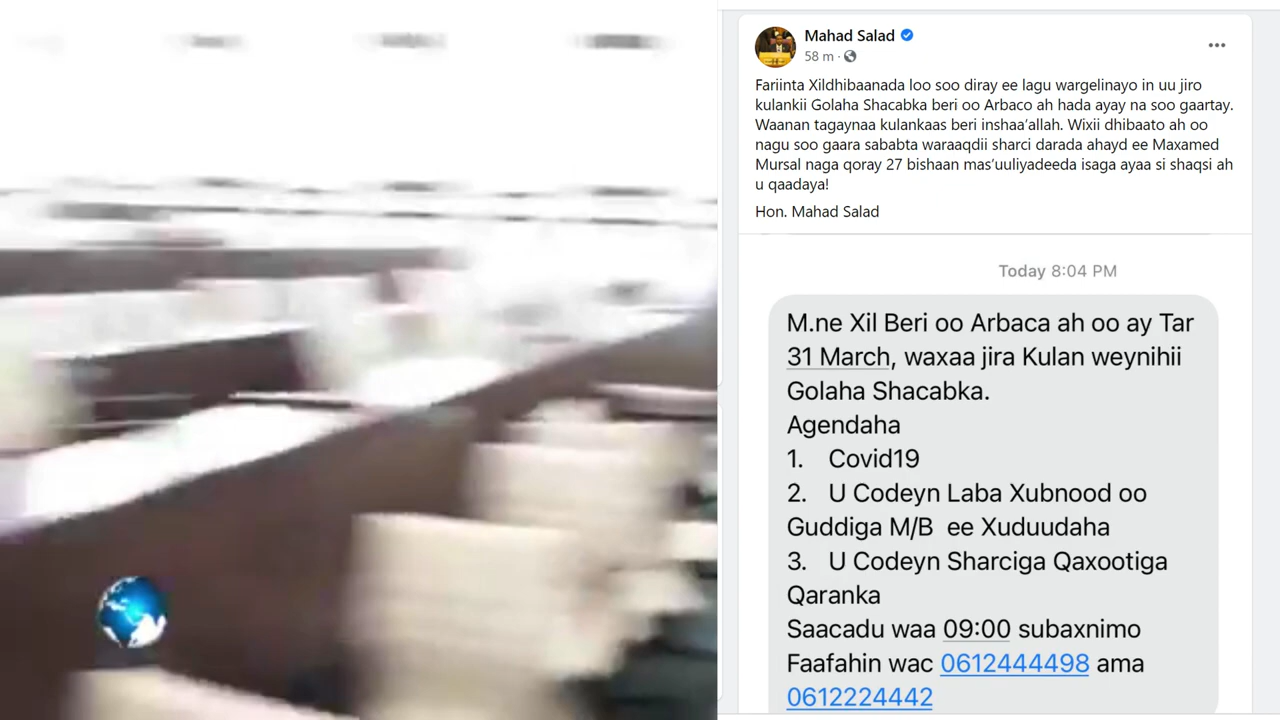 Mahad Salad
58 m ·
Fariinta Xildhibaanada loo soo diray ee lagu wargelinayo in uu jiro
kulankii Golaha Shacabka beri oo Arbaco ah hada ayay na soo gaartay.
Waanan tagaynaa kulankaas beri inshaa’allah. Wixii dhibaato ah oo
nagu soo gaara sababta waraaqdii sharci darada ahayd ee Maxamed
Mursal naga qoray 27 bishaan mas’uuliyadeeda isaga ayaa si shaqsi ah
u qaadaya!
Hon. Mahad Salad
Today 8:04 PM
M.ne Xil Beri oo Arbaca ah oo ay Tar
31 March, waxaa jira Kulan weynihii
Golaha Shacabka.
Agendaha
1. Covid19
2. U Codeyn Laba Xubnood oo
Guddiga M/B ee Xuduudaha
3. U Codeyn Sharciga Qaxootiga
Qaranka
Saacadu waa 09:00 subaxnimo
Faafahin wac 0612444498 ama
0612224442